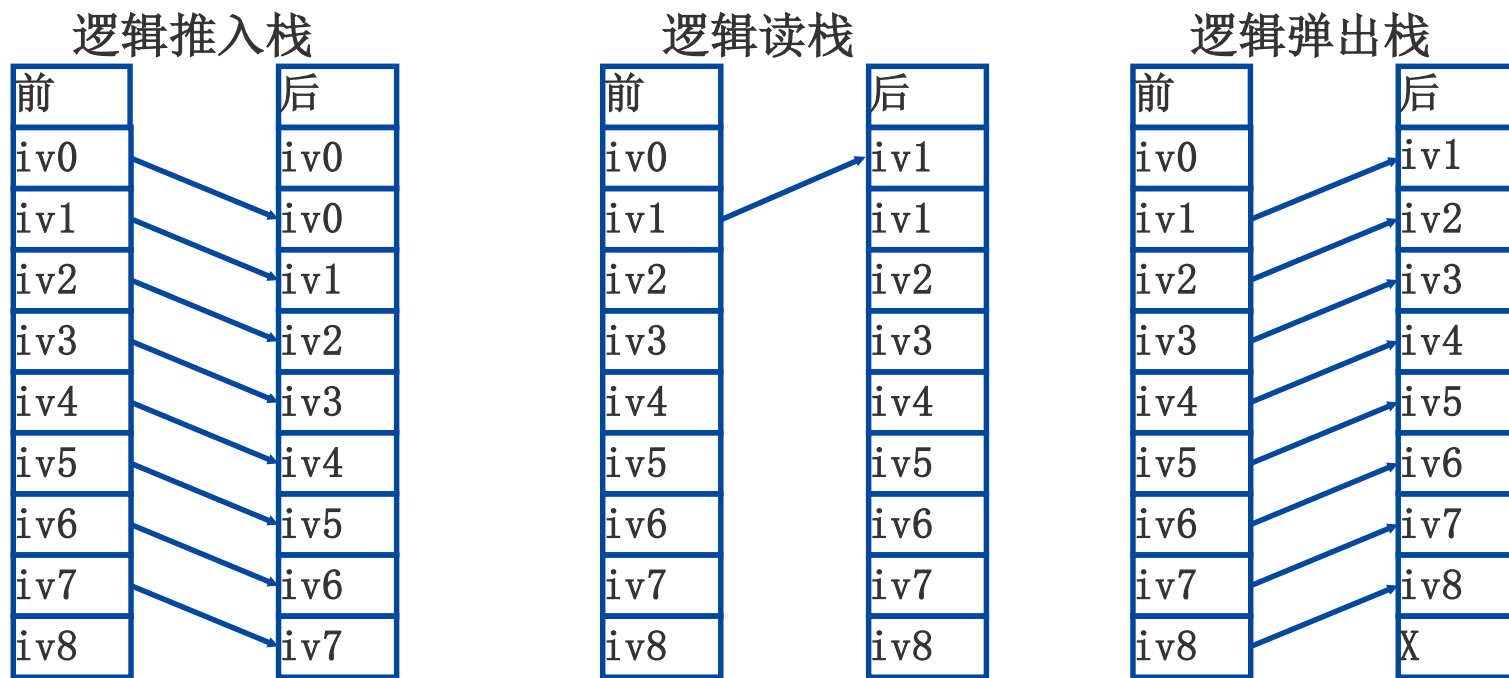 逻辑推入栈 逻辑读栈 逻辑弹出栈
前 后 前 后 前 后
iv0 iv0 iv0 iv1 iv0 iv1
iv1 iv0 iv1 iv1 iv1 iv2
iv2 iv1 iv2 iv2 iv2 iv3
iv3 iv2 iv3 iv3 iv3 iv4
iv4 iv3 iv4 iv4 iv4 iv5
iv5 iv4 iv5 iv5 iv5 iv6
iv6 iv5 iv6 iv6 iv6 iv7
iv7 iv6 iv7 iv7 iv7 iv8
iv8 iv7 iv8 iv8 iv8 X